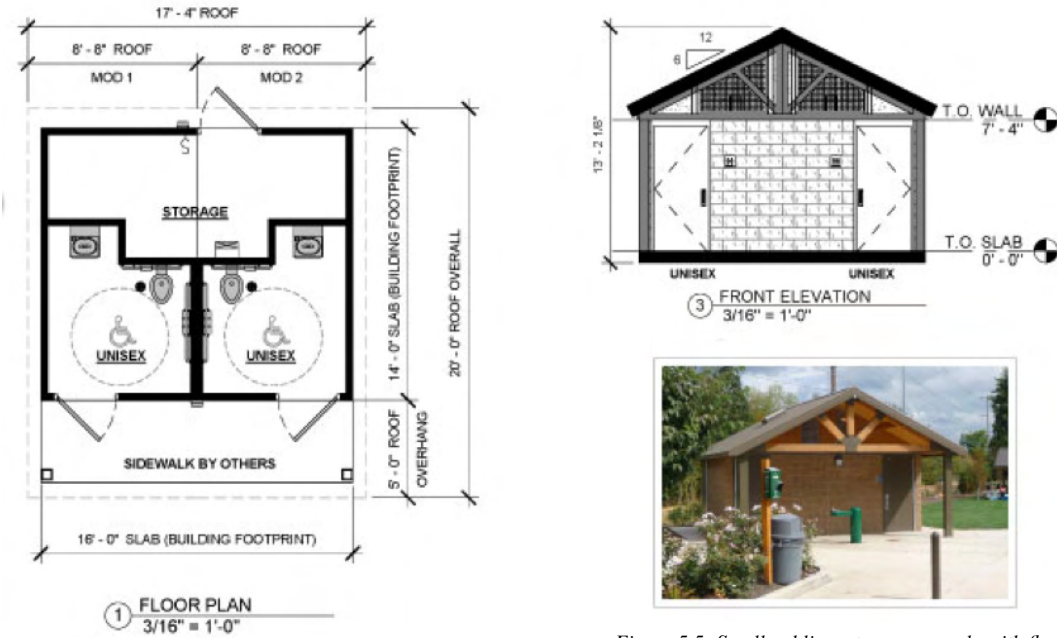 17' - 4" ROOF
8' - 8" ROOF
8' - 8" ROOF
MOD 1
MOD 2
S
STORAGE
UNISEX
UNISEX
14' - 0" SLAB (BUILDING FOOTPRINT)
20' - 0" ROOF OVERALL
5' - 0" ROOF
OVERHANG
SIDEWALK BY OTHERS
16' - 0" SLAB (BUILDING FOOTPRINT)
1 FLOOR PLAN
3/16" = 1'-0"
12
6
13' - 2 1/8"
T.O. WALL
7' - 4"
T.O. SLAB
0' - 0"
UNISEX
UNISEX
3 FRONT ELEVATION
3/16" = 1'-0"